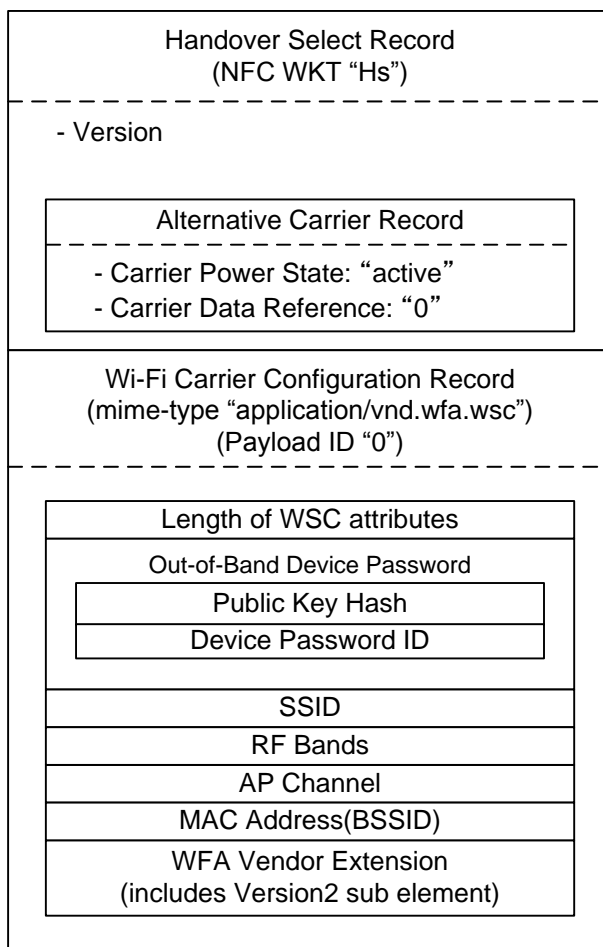 Handover Select Record
(NFC WKT “Hs”)
- Version
Alternative Carrier Record
- Carrier Power State: “active”
- Carrier Data Reference: “0”
Wi-Fi Carrier Configuration Record
(mime-type “application/vnd.wfa.wsc”)
(Payload ID “0”)
Length of WSC attributes
Out-of-Band Device Password
Public Key Hash
Device Password ID
SSID
RF Bands
AP Channel
MAC Address(BSSID)
WFA Vendor Extension
(includes Version2 sub element)